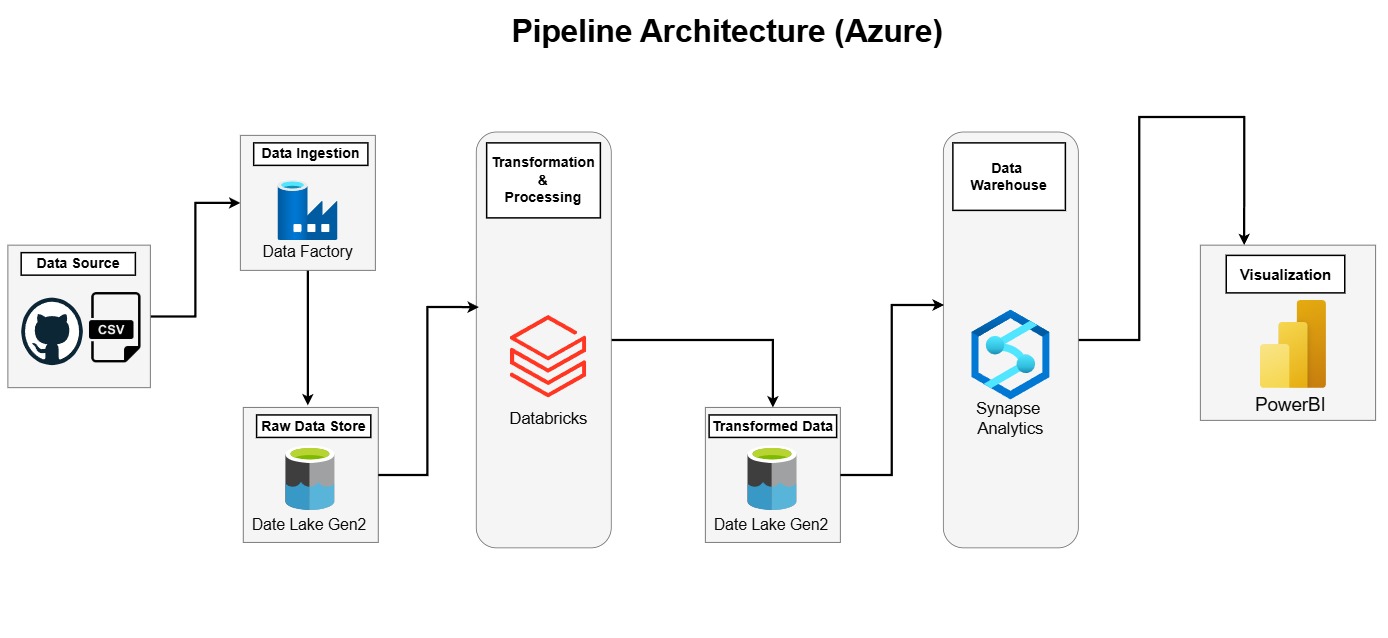 Pipeline Architecture (Azure)
Data Source
CSV
Data Ingestion
Data Factory
Raw Data Store
Date Lake Gen2
Transformation
&
Processing
Databricks
Transformed Data
Date Lake Gen2
Data
Warehouse
Synapse
Analytics
Visualization
PowerBI